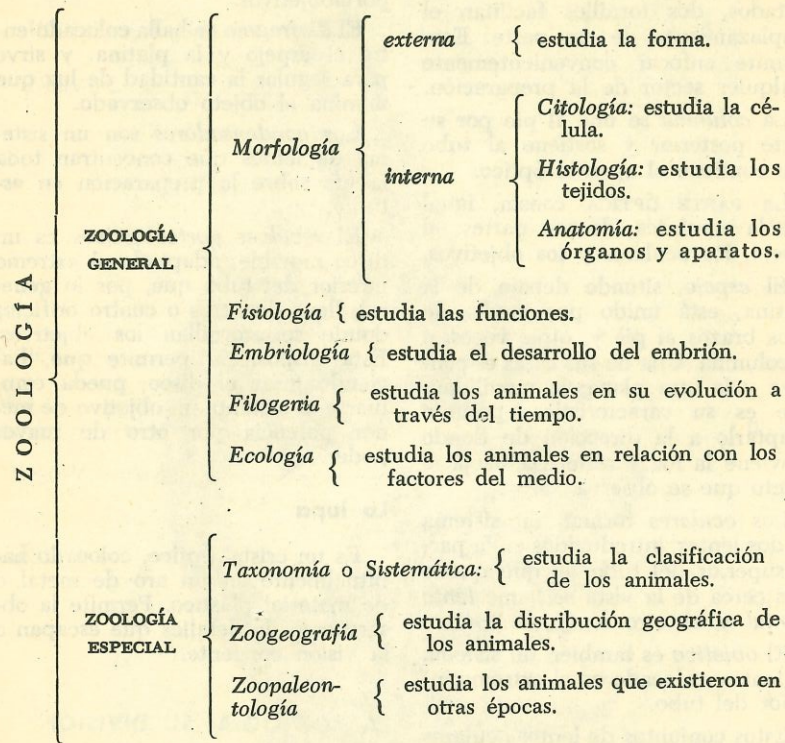 ZOOLOGÍA
ZOOLOGÍA
GENERAL
Morfología
externa { estudia la forma.
interna
Citología: estudia la cé-
lula.
Histología: estudia los
tejidos.
Anatomía: estudia los
órganos y aparatos.
Fisiología { estudia las funciones.
Embriología { estudia el desarrollo del embrión.
Filogenia { estudia los animales en su evolución a
través del tiempo.
Ecología { estudia los animales en relación con los
factores del medio.
ZOOLOGÍA
ESPECIAL
Taxonomía o Sistemática: { estudia la clasificación
de los animales.
Zoogeografía { estudia la distribución geográfica de
los animales.
Zoopaleon-
tología { estudia los animales que existieron en
otras épocas.